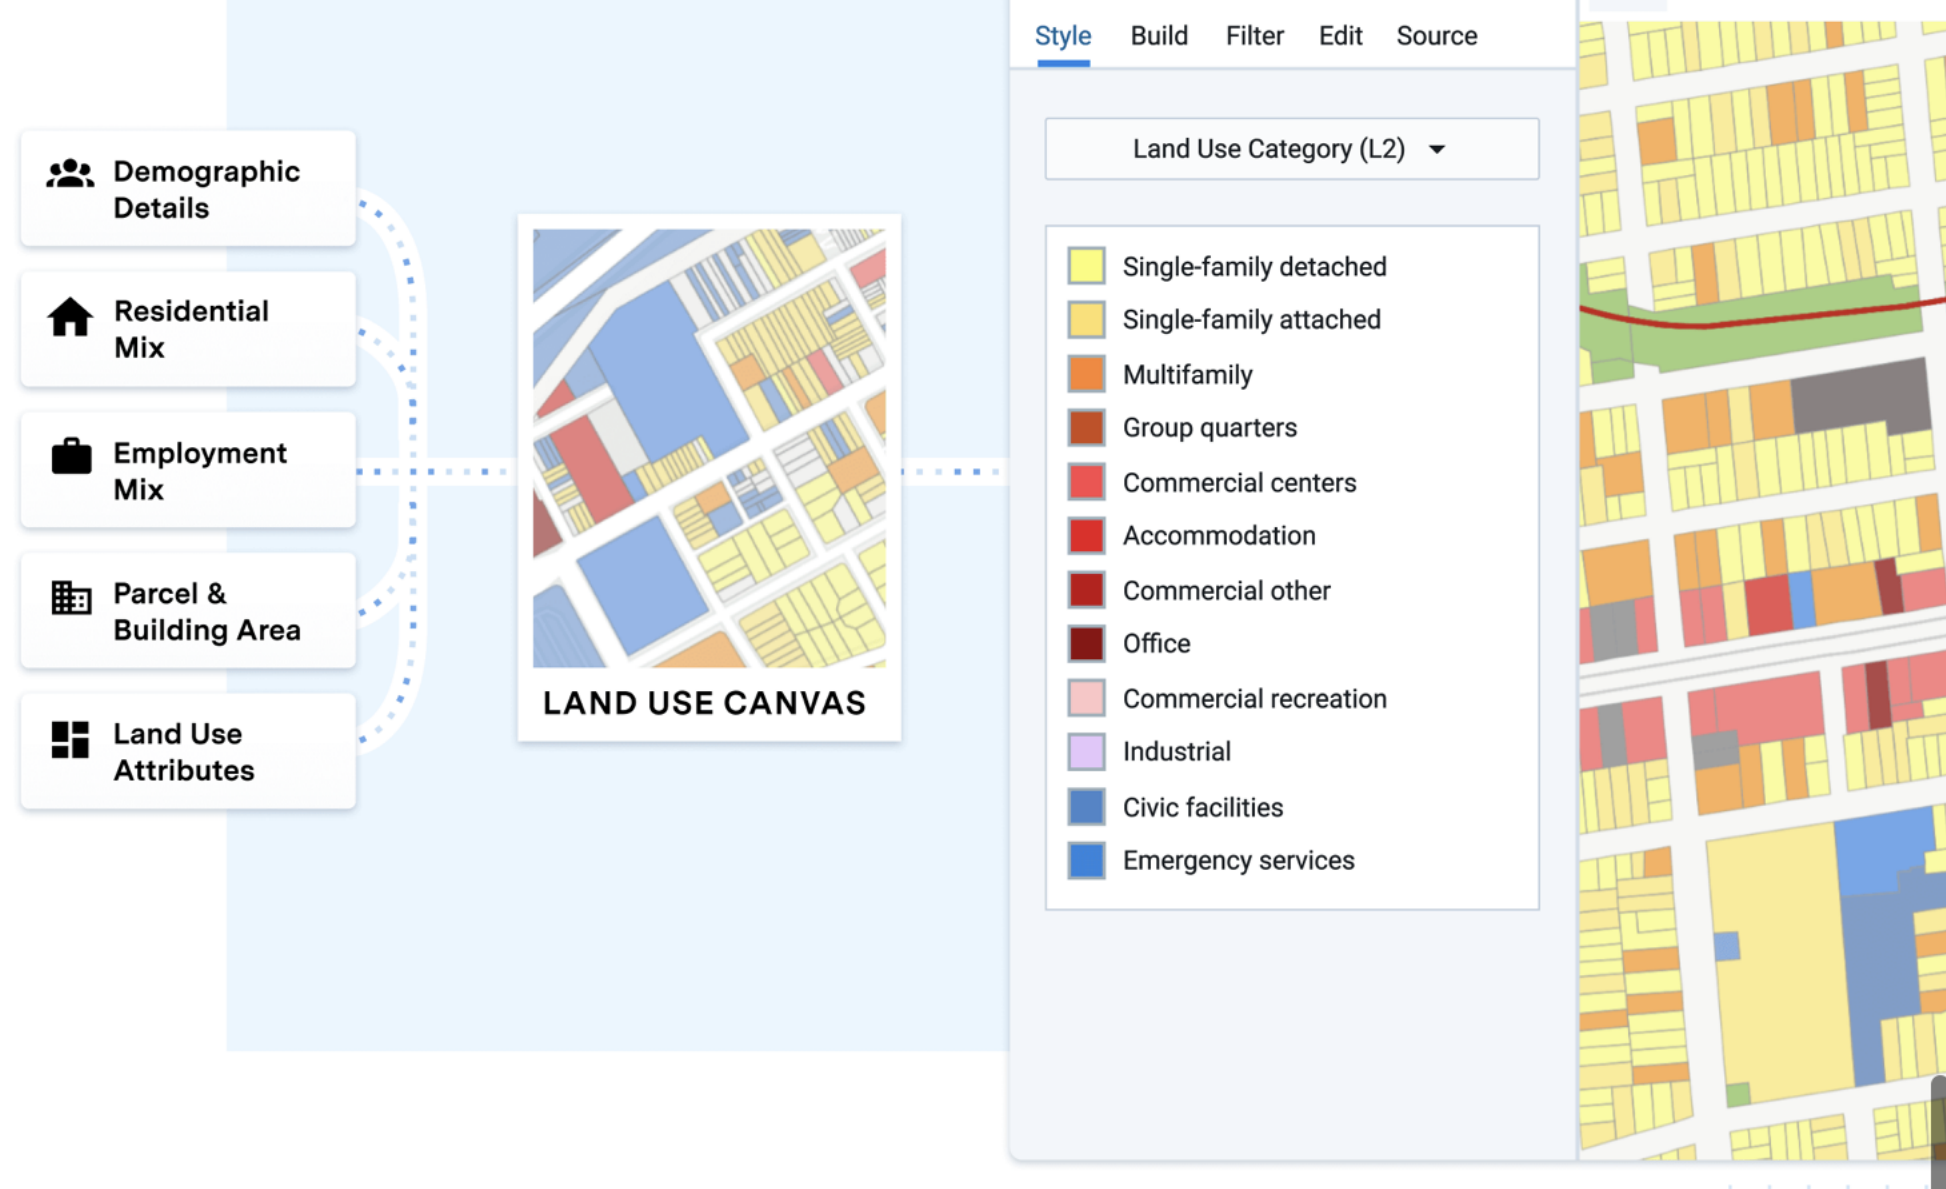 Demographic
Details
Residential
Mix
Employment
Mix
Parcel &
Building Area
Land Use
Attributes
LAND USE CANVAS
Style Build Filter Edit Source
Land Use Category (L2)
Single-family detached
Single-family attached
Multifamily
Group quarters
Commercial centers
Accommodation
Commercial other
Office
Commercial recreation
Industrial
Civic facilities
Emergency services